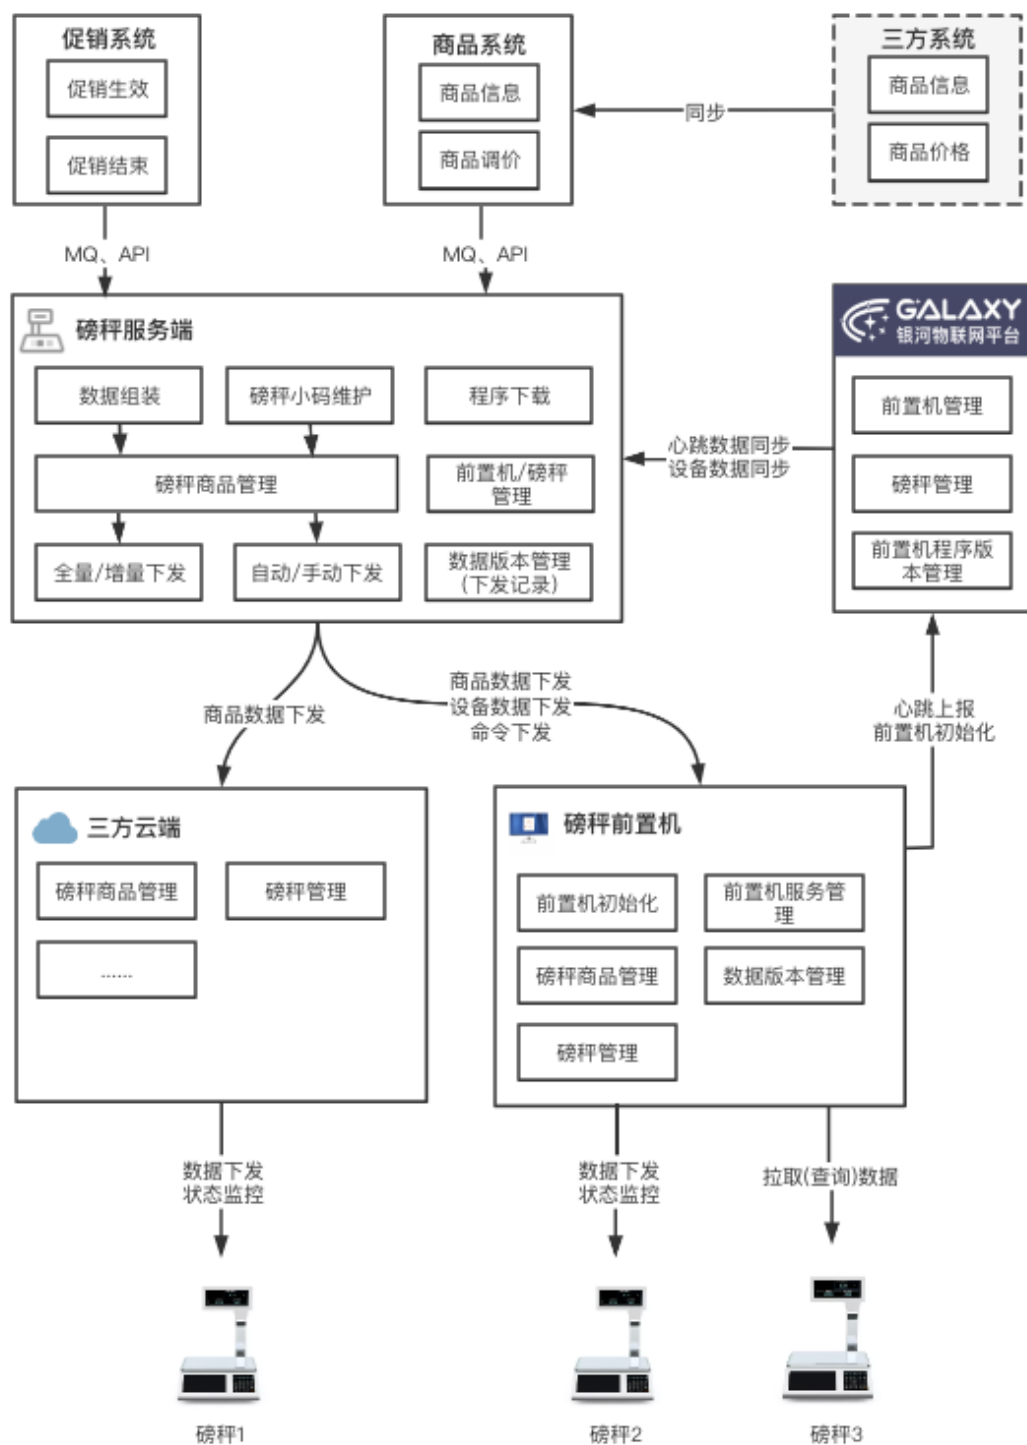 促销系统
促销生效
促销结束
商品系统
商品信息
商品调价
三方系统
商品信息
商品价格
同步
MQ、API
MQ、API
磅秤服务端
数据组装
磅秤小码维护
程序下载
磅秤商品管理
前置机/磅秤
管理
全量/增量下发
自动/手动下发
数据版本管理
(下发记录)
心跳数据同步
设备数据同步
GALAXY
银河物联网平台
前置机管理
磅秤管理
前置机程序版
本管理
商品数据下发
商品数据下发
设备数据下发
命令下发
心跳上报
前置机初始化
三方云端
磅秤商品管理
磅秤管理
......
磅秤前置机
前置机初始化
前置机服务管
理
磅秤商品管理
数据版本管理
磅秤管理
数据下发
状态监控
数据下发
状态监控
拉取(查询)数据
磅秤1
磅秤2
磅秤3